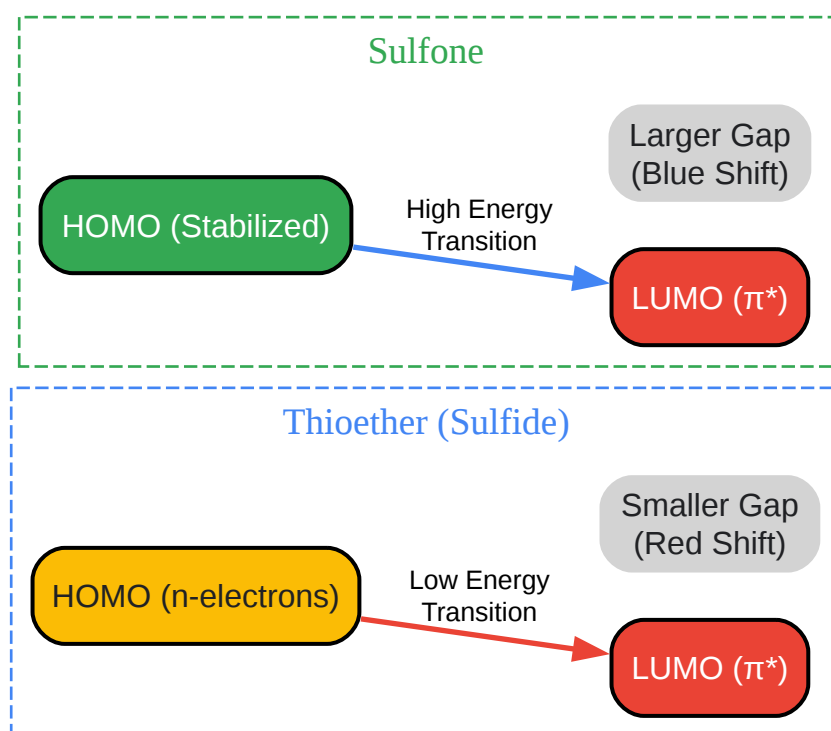 Sulfone
Larger Gap
(Blue Shift)
HOMO (Stabilized)
High Energy
Transition
LUMO (π*)
Thioether (Sulfide)
Smaller Gap
(Red Shift)
HOMO (n-electrons)
Low Energy
Transition
LUMO (π*)